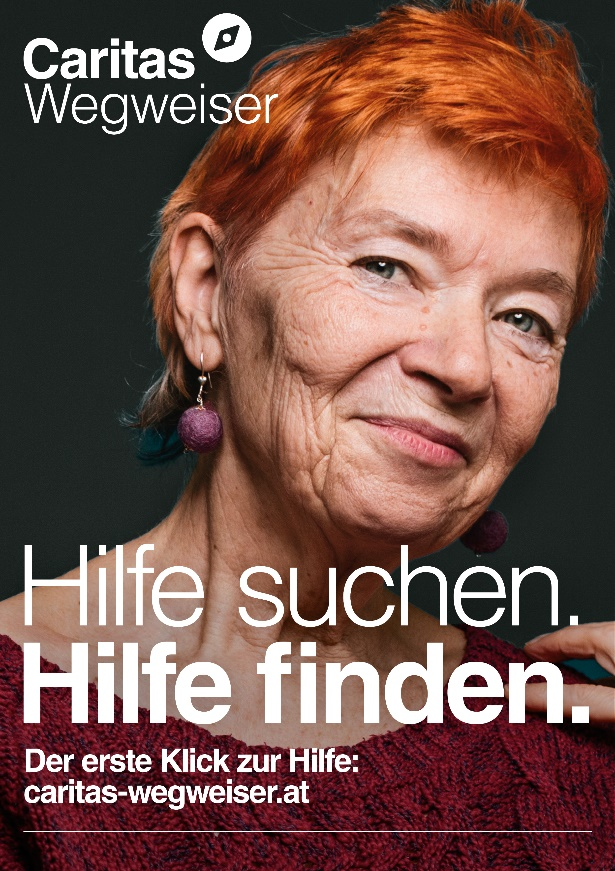 Caritas
Wegweiser
Hilfe suchen.
Hilfe finden.
Der erste Klick zur Hilfe:
caritas-wegweiser.at